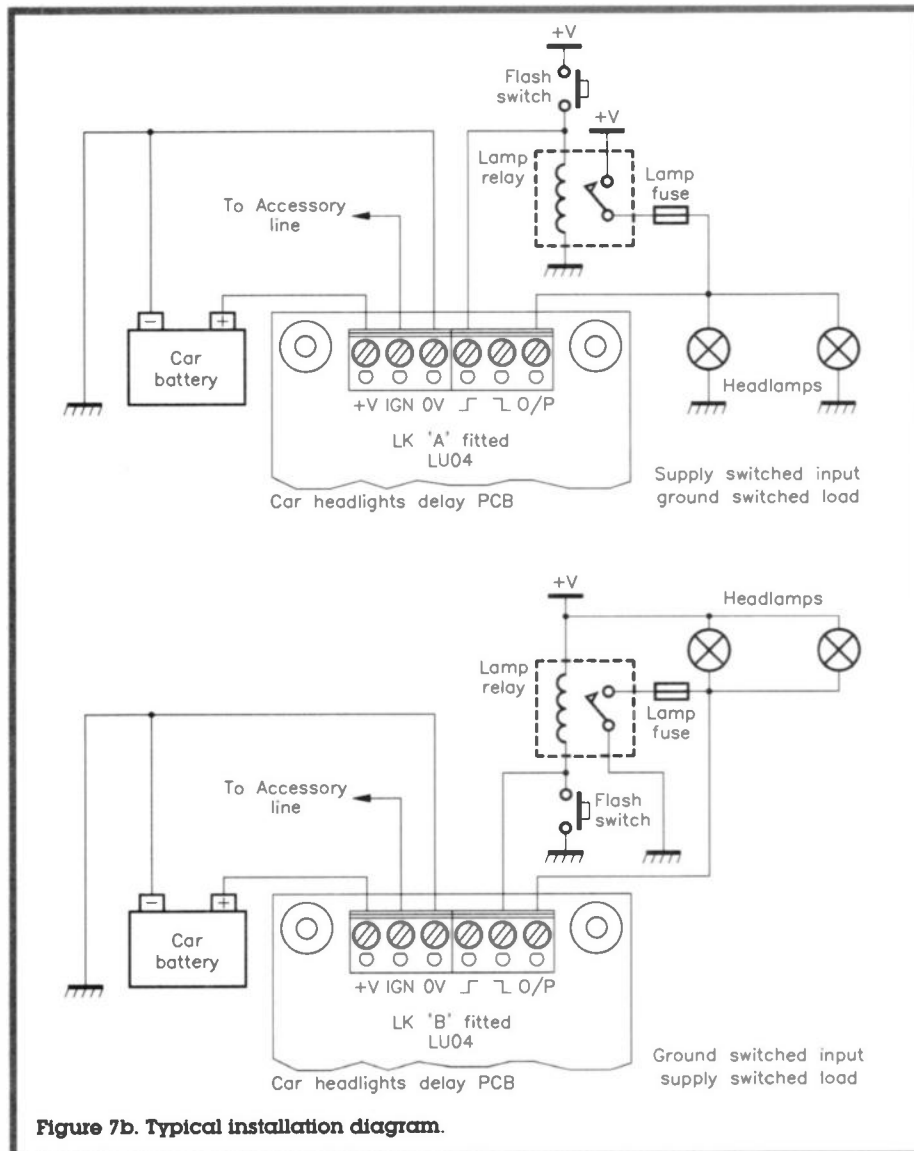 +V
Flash
switch
+V
Lamp
relay
Lamp
fuse
To Accessory
line
- +
Car
battery
Headlamps
+V IGN 0V O/P
LK 'A' fitted
LU04
Supply switched input
ground switched load
Car headlights delay PCB
+V
Headlamps
Lamp
relay
Lamp
fuse
To Accessory
line
Flash
switch
- +
Car
battery
+V IGN 0V O/P
LK 'B' fitted
LU04
Ground switched input
supply switched load
Car headlights delay PCB
Figure 7b. Typical installation diagram.